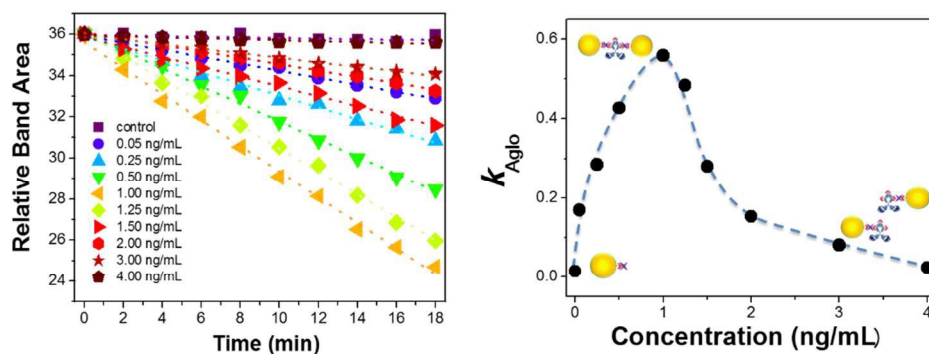 36
34
32
30
28
26
24
Relative Band Area
control
0.05 ng/mL
0.25 ng/mL
0.50 ng/mL
1.00 ng/mL
1.25 ng/mL
1.50 ng/mL
2.00 ng/mL
3.00 ng/mL
4.00 ng/mL
0 2 4 6 8 10 12 14 16 18
Time (min)
0.6
0.4
0.2
0.0
kAglo
0 1 2 3 4
Concentration (ng/mL)